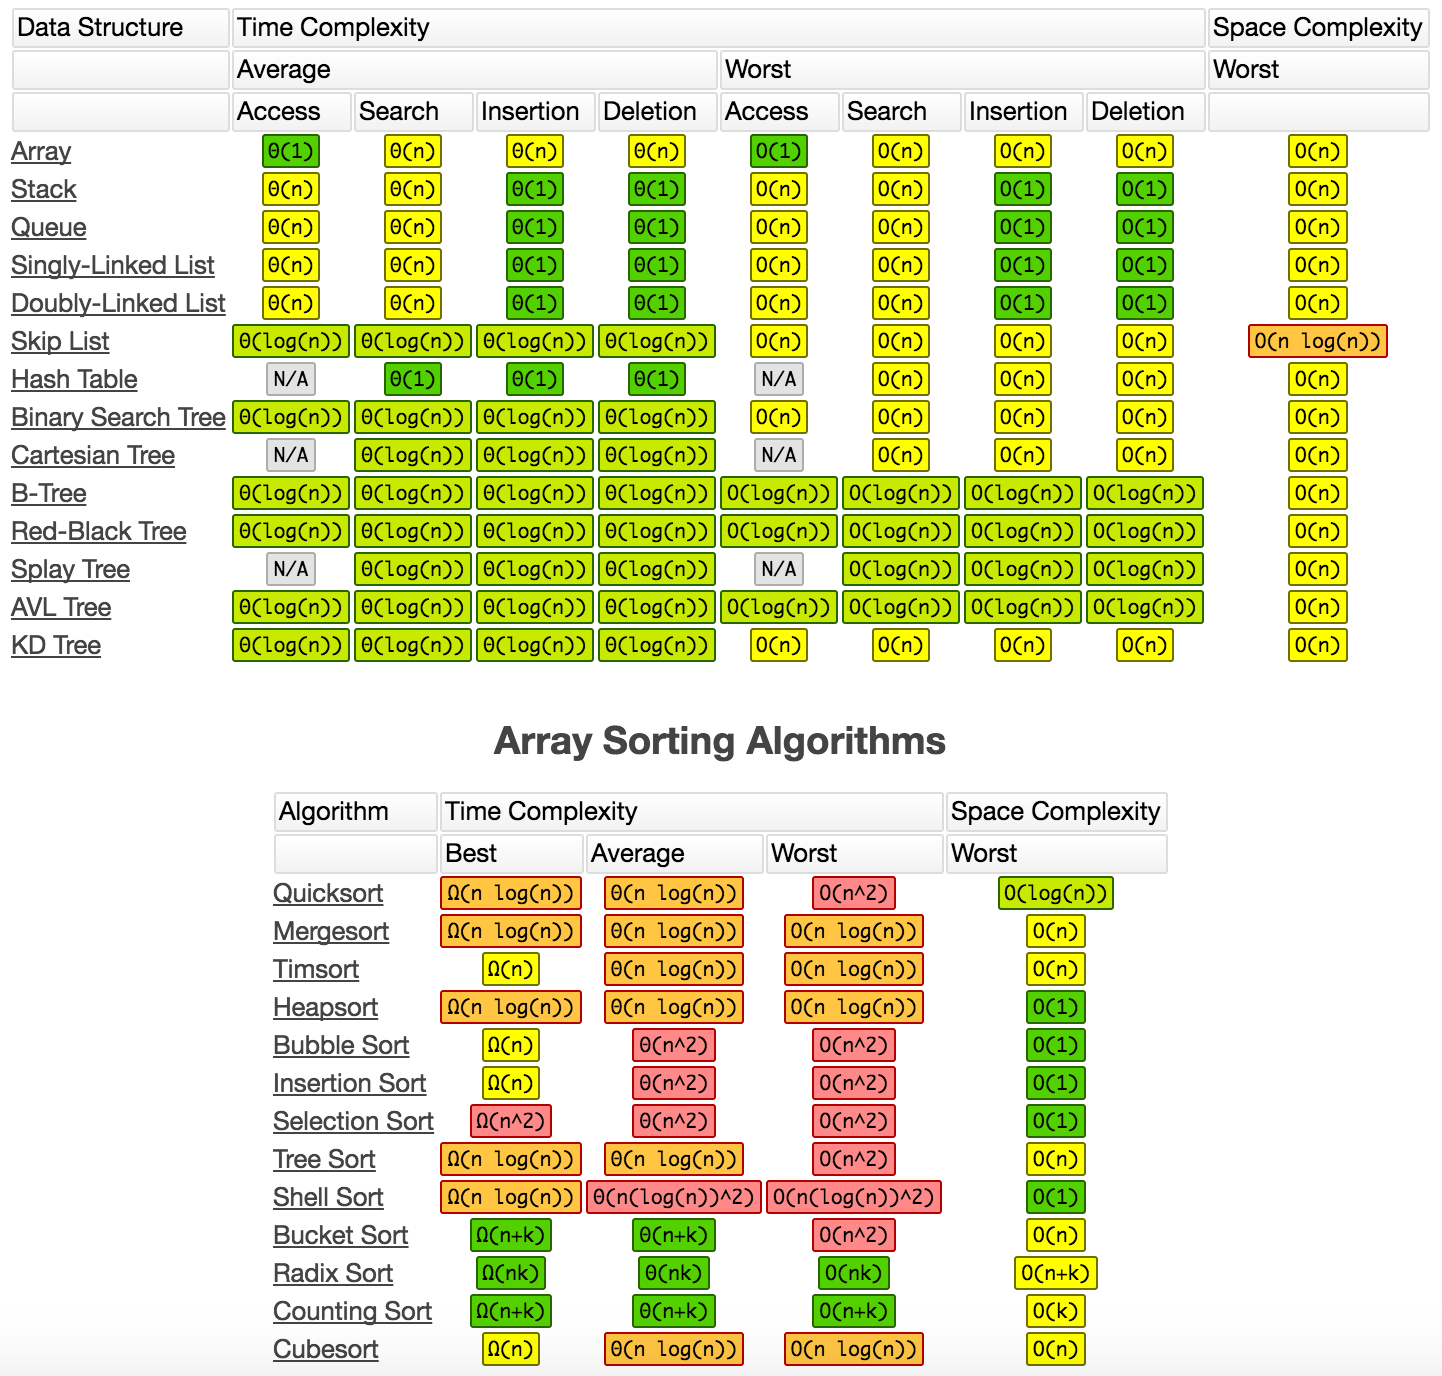 Data Structure Time Complexity Space Complexity
Average Worst Worst
Access Search Insertion Deletion Access Search Insertion Deletion
Array Θ(1) Θ(n) Θ(n) Θ(n) O(1) O(n) O(n) O(n) O(n)
Stack Θ(n) Θ(n) Θ(1) Θ(1) O(n) O(n) O(1) O(1) O(n)
Queue Θ(n) Θ(n) Θ(1) Θ(1) O(n) O(n) O(1) O(1) O(n)
Singly-Linked List Θ(n) Θ(n) Θ(1) Θ(1) O(n) O(n) O(1) O(1) O(n)
Doubly-Linked List Θ(n) Θ(n) Θ(1) Θ(1) O(n) O(n) O(1) O(1) O(n)
Skip List Θ(log(n)) Θ(log(n)) Θ(log(n)) Θ(log(n)) O(n) O(n) O(n) O(n) O(n log(n))
Hash Table N/A Θ(1) Θ(1) Θ(1) N/A O(n) O(n) O(n) O(n)
Binary Search Tree Θ(log(n)) Θ(log(n)) Θ(log(n)) Θ(log(n)) O(n) O(n) O(n) O(n) O(n)
Cartesian Tree N/A Θ(log(n)) Θ(log(n)) Θ(log(n)) N/A O(n) O(n) O(n) O(n)
B-Tree Θ(log(n)) Θ(log(n)) Θ(log(n)) Θ(log(n)) O(log(n)) O(log(n)) O(log(n)) O(log(n)) O(n)
Red-Black Tree Θ(log(n)) Θ(log(n)) Θ(log(n)) Θ(log(n)) O(log(n)) O(log(n)) O(log(n)) O(log(n)) O(n)
Splay Tree N/A Θ(log(n)) Θ(log(n)) Θ(log(n)) N/A O(log(n)) O(log(n)) O(log(n)) O(n)
AVL Tree Θ(log(n)) Θ(log(n)) Θ(log(n)) Θ(log(n)) O(log(n)) O(log(n)) O(log(n)) O(log(n)) O(n)
KD Tree Θ(log(n)) Θ(log(n)) Θ(log(n)) Θ(log(n)) O(n) O(n) O(n) O(n) O(n)
Array Sorting Algorithms
Algorithm Time Complexity Space Complexity
Best Average Worst Worst
Quicksort Ω(n log(n)) Θ(n log(n)) O(n^2) O(log(n))
Mergesort Ω(n log(n)) Θ(n log(n)) O(n log(n)) O(n)
Timsort Ω(n) Θ(n log(n)) O(n log(n)) O(n)
Heapsort Ω(n log(n)) Θ(n log(n)) O(n log(n)) O(1)
Bubble Sort Ω(n) Θ(n^2) O(n^2) O(1)
Insertion Sort Ω(n) Θ(n^2) O(n^2) O(1)
Selection Sort Ω(n^2) Θ(n^2) O(n^2) O(1)
Tree Sort Ω(n log(n)) Θ(n log(n)) O(n^2) O(n)
Shell Sort Ω(n log(n)) Θ(n(log(n))^2) O(n(log(n))^2) O(1)
Bucket Sort Ω(n+k) Θ(n+k) O(n^2) O(n)
Radix Sort Ω(nk) Θ(nk) O(nk) O(n+k)
Counting Sort Ω(n+k) Θ(n+k) O(n+k) O(k)
Cubesort Ω(n) Θ(n log(n)) O(n log(n)) O(n)